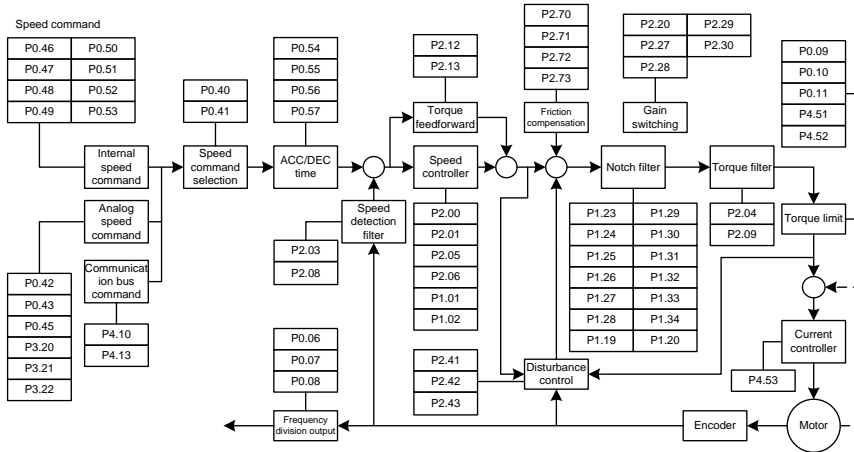 Speed command
P0.46 P0.50
P0.47 P0.51
P0.48 P0.52
P0.49 P0.53
P0.40
P0.41
P0.54
P0.55
P0.56
P0.57
P2.12
P2.13
P2.70
P2.71
P2.72
P2.73
P2.20 P2.29
P2.27 P2.30
P2.28
P0.09
P0.10
P0.11
P4.51
P4.52
Torque
feedforward
Friction
compensation
Gain
switching
Internal
speed
command
Speed
command
selection
ACC/DEC
time
Speed
controller
Notch filter
Torque filter
Analog
speed
command
Speed
detection
filter
Torque limit
Communicat
ion bus
command
P2.03
P2.08
P2.00
P2.01
P2.05
P2.06
P1.01
P1.02
P1.23 P1.29
P1.24 P1.30
P1.25 P1.31
P1.26 P1.32
P1.27 P1.33
P1.28 P1.34
P1.19 P1.20
P2.04
P2.09
P0.42
P0.43
P0.45
P3.20
P3.21
P3.22
P4.10
P4.13
P0.06
P0.07
P0.08
P2.41
P2.42
P2.43
Disturbance
control
Current
controller
P4.53
Frequency
division output
Encoder
Motor